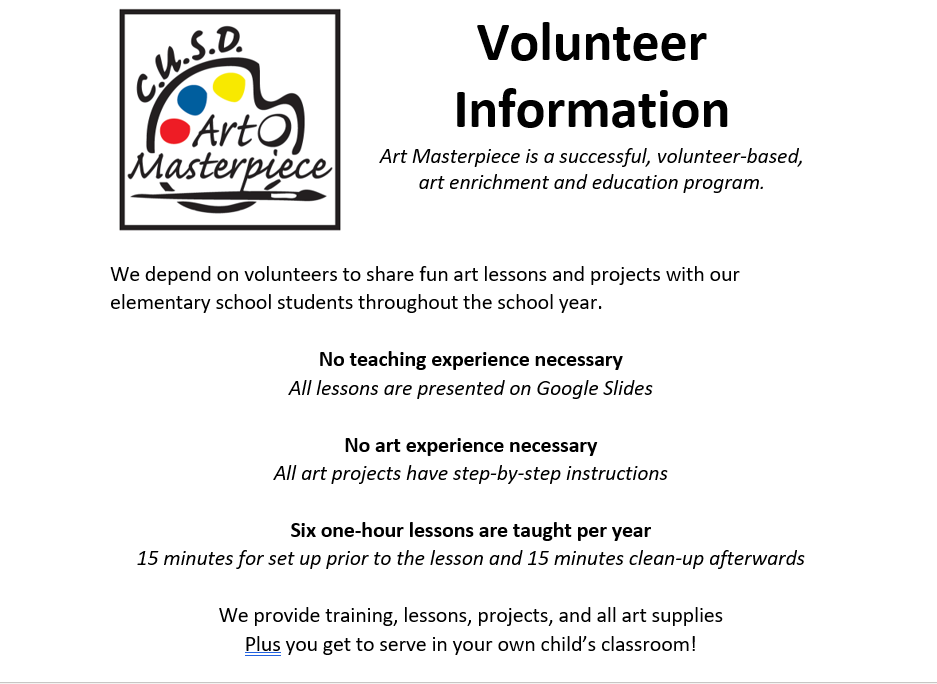 C.U.S.D.
Art
Masterpiece
Volunteer
Information
Art Masterpiece is a successful, volunteer-based,
art enrichment and education program.
We depend on volunteers to share fun art lessons and projects with our
elementary school students throughout the school year.
No teaching experience necessary
All lessons are presented on Google Slides
No art experience necessary
All art projects have step-by-step instructions
Six one-hour lessons are taught per year
15 minutes for set up prior to the lesson and 15 minutes clean-up afterwards
We provide training, lessons, projects, and all art supplies
Plus you get to serve in your own child’s classroom!